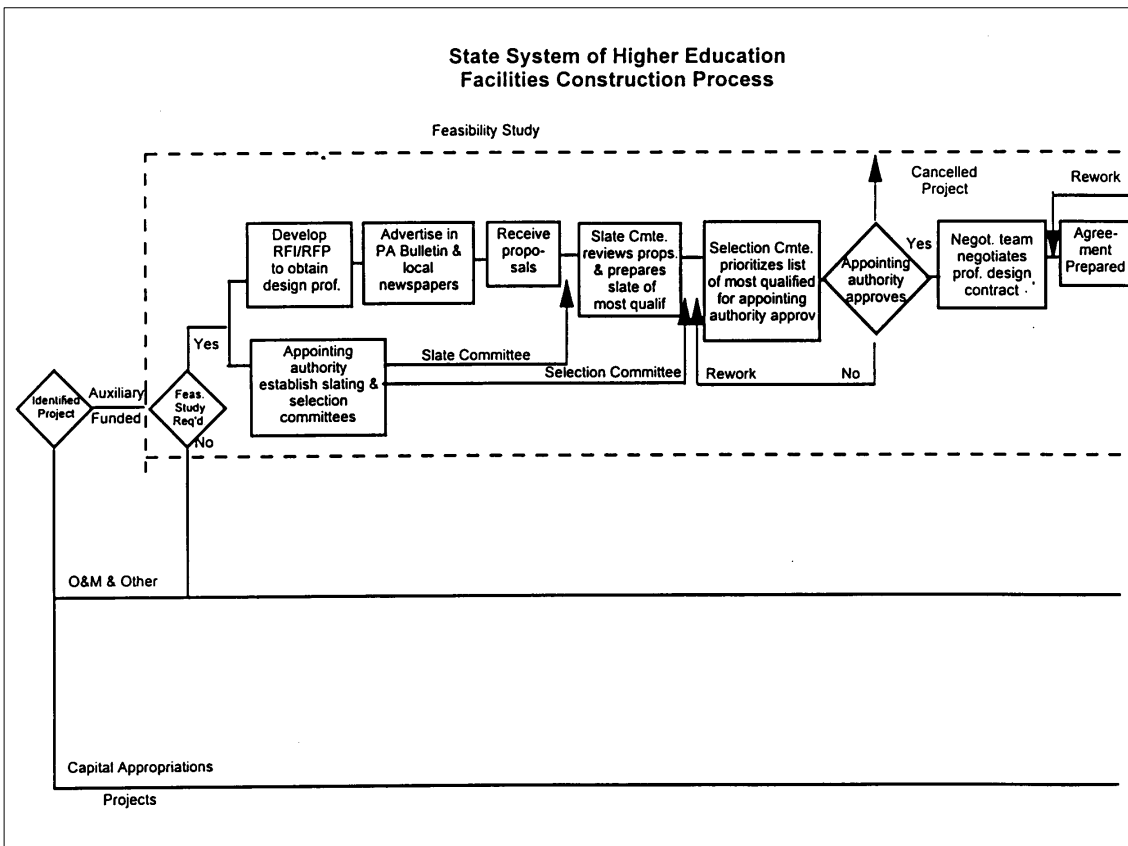 State System of Higher Education
Facilities Construction Process
Feasibility Study
Cancelled
Project
Rework
Develop
RFI/RFP
to obtain
design prof.
Advertise in
PA Bulletin &
local
newspapers
Receive
propo-
sals
Slate Cmte.
reviews props.
& prepares
slate of
most qualif
Selection Cmte.
prioritizes list
of most qualified
for appointing
authority approv
Appointing
authority
approves
Yes
Negot. team
negotiates
prof. design
contract
Agree-
ment
Prepared
Yes
Appointing
authority
establish slating &
selection
committees
Slate Committee
Selection Committee
Rework
No
Identified
Project
Auxiliary
Funded
Feas.
Study
Req'd
No
O&M & Other
Capital Appropriations
Projects